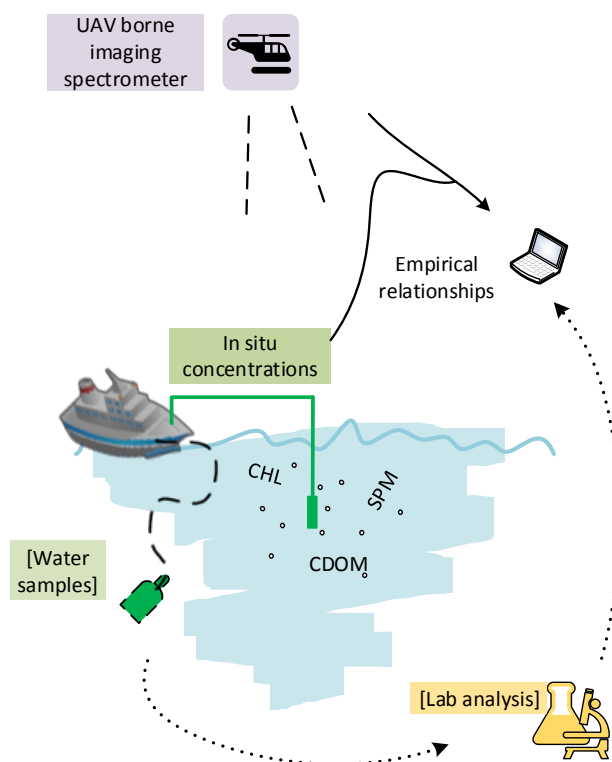 UAV borne
imaging
spectrometer
Empirical
relationships
In situ
concentrations
CHL
SPM
CDOM
[Water
samples]
[Lab analysis]